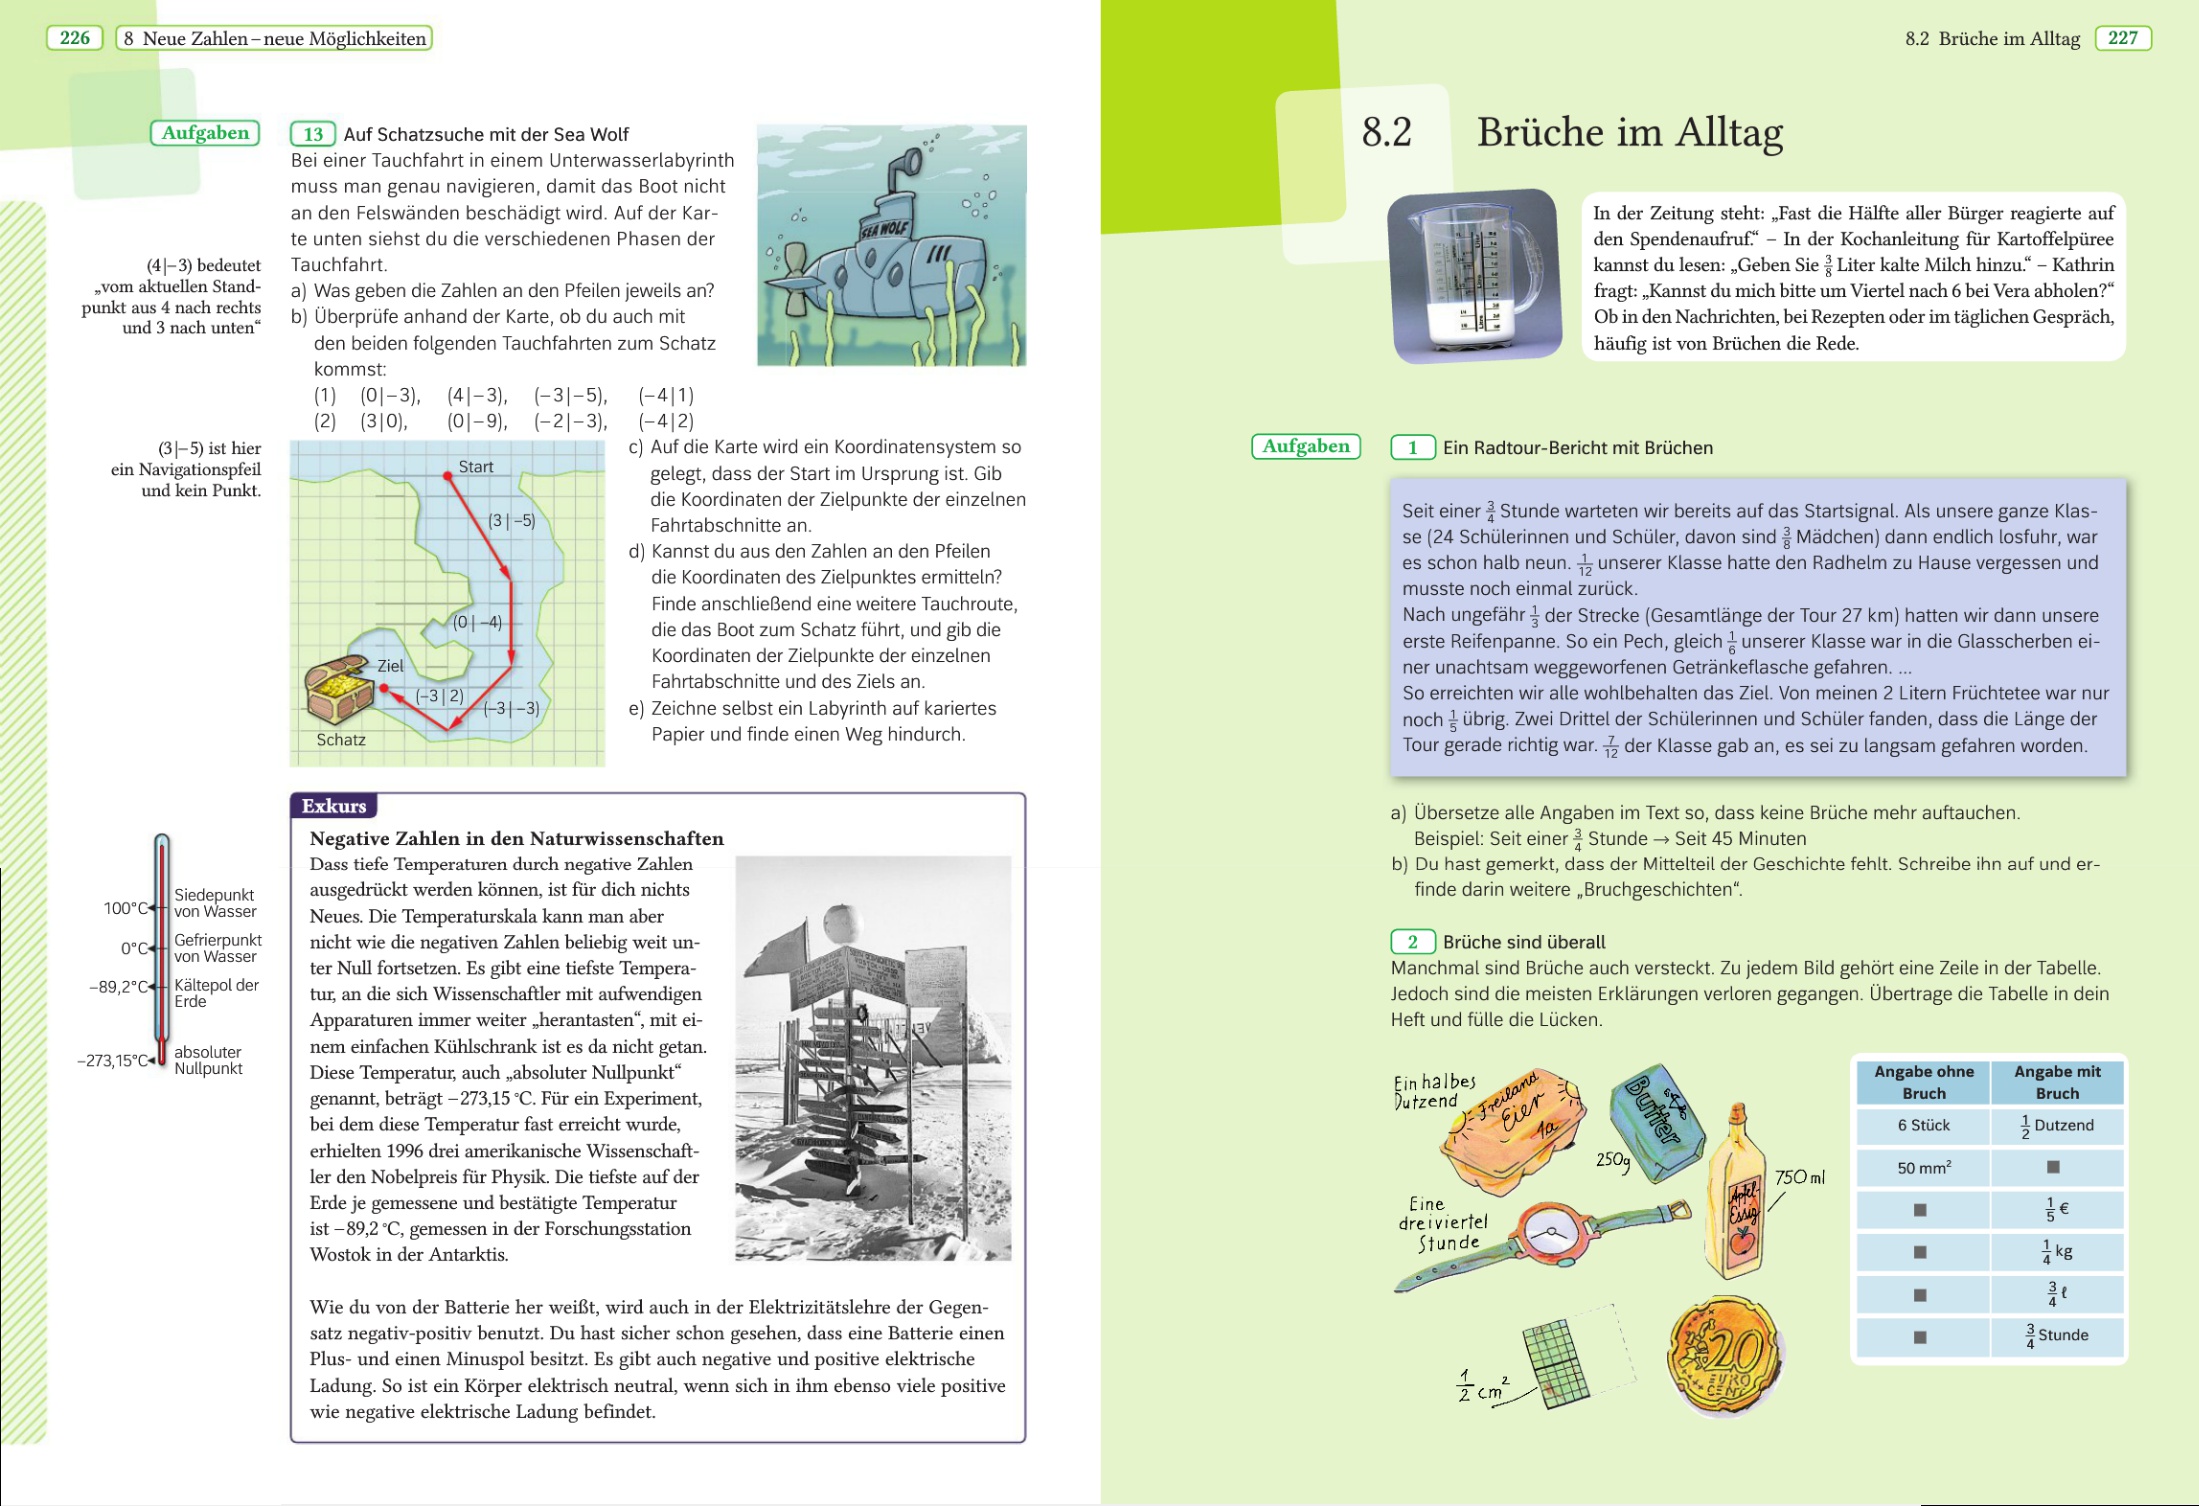 226
8 Neue Zahlen – neue Möglichkeiten
Aufgaben
13 Auf Schatzsuche mit der Sea Wolf
Bei einer Tauchfahrt in einem Unterwasserlabyrinth
muss man genau navigieren, damit das Boot nicht
an den Felswänden beschädigt wird. Auf der Kar-
te unten siehst du die verschiedenen Phasen der
Tauchfahrt.
a) Was geben die Zahlen an den Pfeilen jeweils an?
b) Überprüfe anhand der Karte, ob du auch mit
den beiden folgenden Tauchfahrten zum Schatz
kommst:
(1) (0|–3), (4|–3), (–3|–5), (–4|1)
(2) (3|0), (0|–9), (–2|–3), (–4|2)
SEA WOLF
(4|–3) bedeutet
„vom aktuellen Stand-
punkt aus 4 nach rechts
und 3 nach unten“
(3|–5) ist hier
ein Navigationspfeil
und kein Punkt.
Start
(3|–5)
(0|–4)
Ziel
(–3|2)
(–3|–3)
Schatz
c) Auf die Karte wird ein Koordinatensystem so
gelegt, dass der Start im Ursprung ist. Gib
die Koordinaten der Zielpunkte der einzelnen
Fahrtabschnitte an.
d) Kannst du aus den Zahlen an den Pfeilen
die Koordinaten des Zielpunktes ermitteln?
Finde anschließend eine weitere Tauchroute,
die das Boot zum Schatz führt, und gib die
Koordinaten der Zielpunkte der einzelnen
Fahrtabschnitte und des Ziels an.
e) Zeichne selbst ein Labyrinth auf kariertes
Papier und finde einen Weg hindurch.
Exkurs
Negative Zahlen in den Naturwissenschaften
Dass tiefe Temperaturen durch negative Zahlen
ausgedrückt werden können, ist für dich nichts
Neues. Die Temperaturskala kann man aber
nicht wie die negativen Zahlen beliebig weit un-
ter Null fortsetzen. Es gibt eine tiefste Tempera-
tur, an die sich Wissenschaftler mit aufwendigen
Apparaturen immer weiter „herantasten“, mit ei-
nem einfachen Kühlschrank ist es da nicht getan.
Diese Temperatur, auch „absoluter Nullpunkt“
genannt, beträgt –273,15 °C. Für ein Experiment,
bei dem diese Temperatur fast erreicht wurde,
erhielten 1996 drei amerikanische Wissenschaft-
ler den Nobelpreis für Physik. Die tiefste auf der
Erde je gemessene und bestätigte Temperatur
ist –89,2 °C, gemessen in der Forschungsstation
Wostok in der Antarktis.
Wie du von der Batterie her weißt, wird auch in der Elektrizitätslehre der Gegen-
satz negativ-positiv benutzt. Du hast sicher schon gesehen, dass eine Batterie einen
Plus- und einen Minuspol besitzt. Es gibt auch negative und positive elektrische
Ladung. So ist ein Körper elektrisch neutral, wenn sich in ihm ebenso viele positive
wie negative elektrische Ladung befindet.
100°C Siedepunkt
von Wasser
0°C Gefrierpunkt
von Wasser
–89,2°C Kältepol der
Erde
–273,15°C absoluter
Nullpunkt
8.2 Brüche im Alltag
227
8.2 Brüche im Alltag
In der Zeitung steht: „Fast die Hälfte aller Bürger reagierte auf
den Spendenaufruf.“ – In der Kochanleitung für Kartoffelpüree
kannst du lesen: „Geben Sie 3/8 Liter kalte Milch hinzu.“ – Kathrin
fragt: „Kannst du mich bitte um Viertel nach 6 bei Vera abholen?“
Ob in den Nachrichten, bei Rezepten oder im täglichen Gespräch,
häufig ist von Brüchen die Rede.
Aufgaben
1 Ein Radtour-Bericht mit Brüchen
Seit einer 3/4 Stunde warteten wir bereits auf das Startsignal. Als unsere ganze Klas-
se (24 Schülerinnen und Schüler, davon sind 3/8 Mädchen) dann endlich losfuhr, war
es schon halb neun. 1/12 unserer Klasse hatte den Radhelm zu Hause vergessen und
musste noch einmal zurück.
Nach ungefähr 1/3 der Strecke (Gesamtlänge der Tour 27 km) hatten wir dann unsere
erste Reifenpanne. So ein Pech, gleich 1/6 unserer Klasse war in die Glasscherben ei-
ner unachtsam weggeworfenen Getränkeflasche gefahren. ...
So erreichten wir alle wohlbehalten das Ziel. Von meinen 2 Litern Früchtetee war nur
noch 1/5 übrig. Zwei Drittel der Schülerinnen und Schüler fanden, dass die Länge der
Tour gerade richtig war. 7/12 der Klasse gab an, es sei zu langsam gefahren worden.
a) Übersetze alle Angaben im Text so, dass keine Brüche mehr auftauchen.
Beispiel: Seit einer 3/4 Stunde → Seit 45 Minuten
b) Du hast gemerkt, dass der Mittelteil der Geschichte fehlt. Schreibe ihn auf und er-
finde darin weitere „Bruchgeschichten“.
2 Brüche sind überall
Manchmal sind Brüche auch versteckt. Zu jedem Bild gehört eine Zeile in der Tabelle.
Jedoch sind die meisten Erklärungen verloren gegangen. Übertrage die Tabelle in dein
Heft und fülle die Lücken.
Ein halbes
Dutzend
Freiland
Eier
1a
Butter
250g
Apfel-
Essig
750 ml
Eine
dreiviertel
Stunde
1/2 cm²
20
EURO
CENT
Angabe ohne
Bruch
Angabe mit
Bruch
6 Stück 1/2 Dutzend
50 mm² ■
■ 1/5 €
■ 1/4 kg
■ 3/4 ℓ
■ 3/4 Stunde